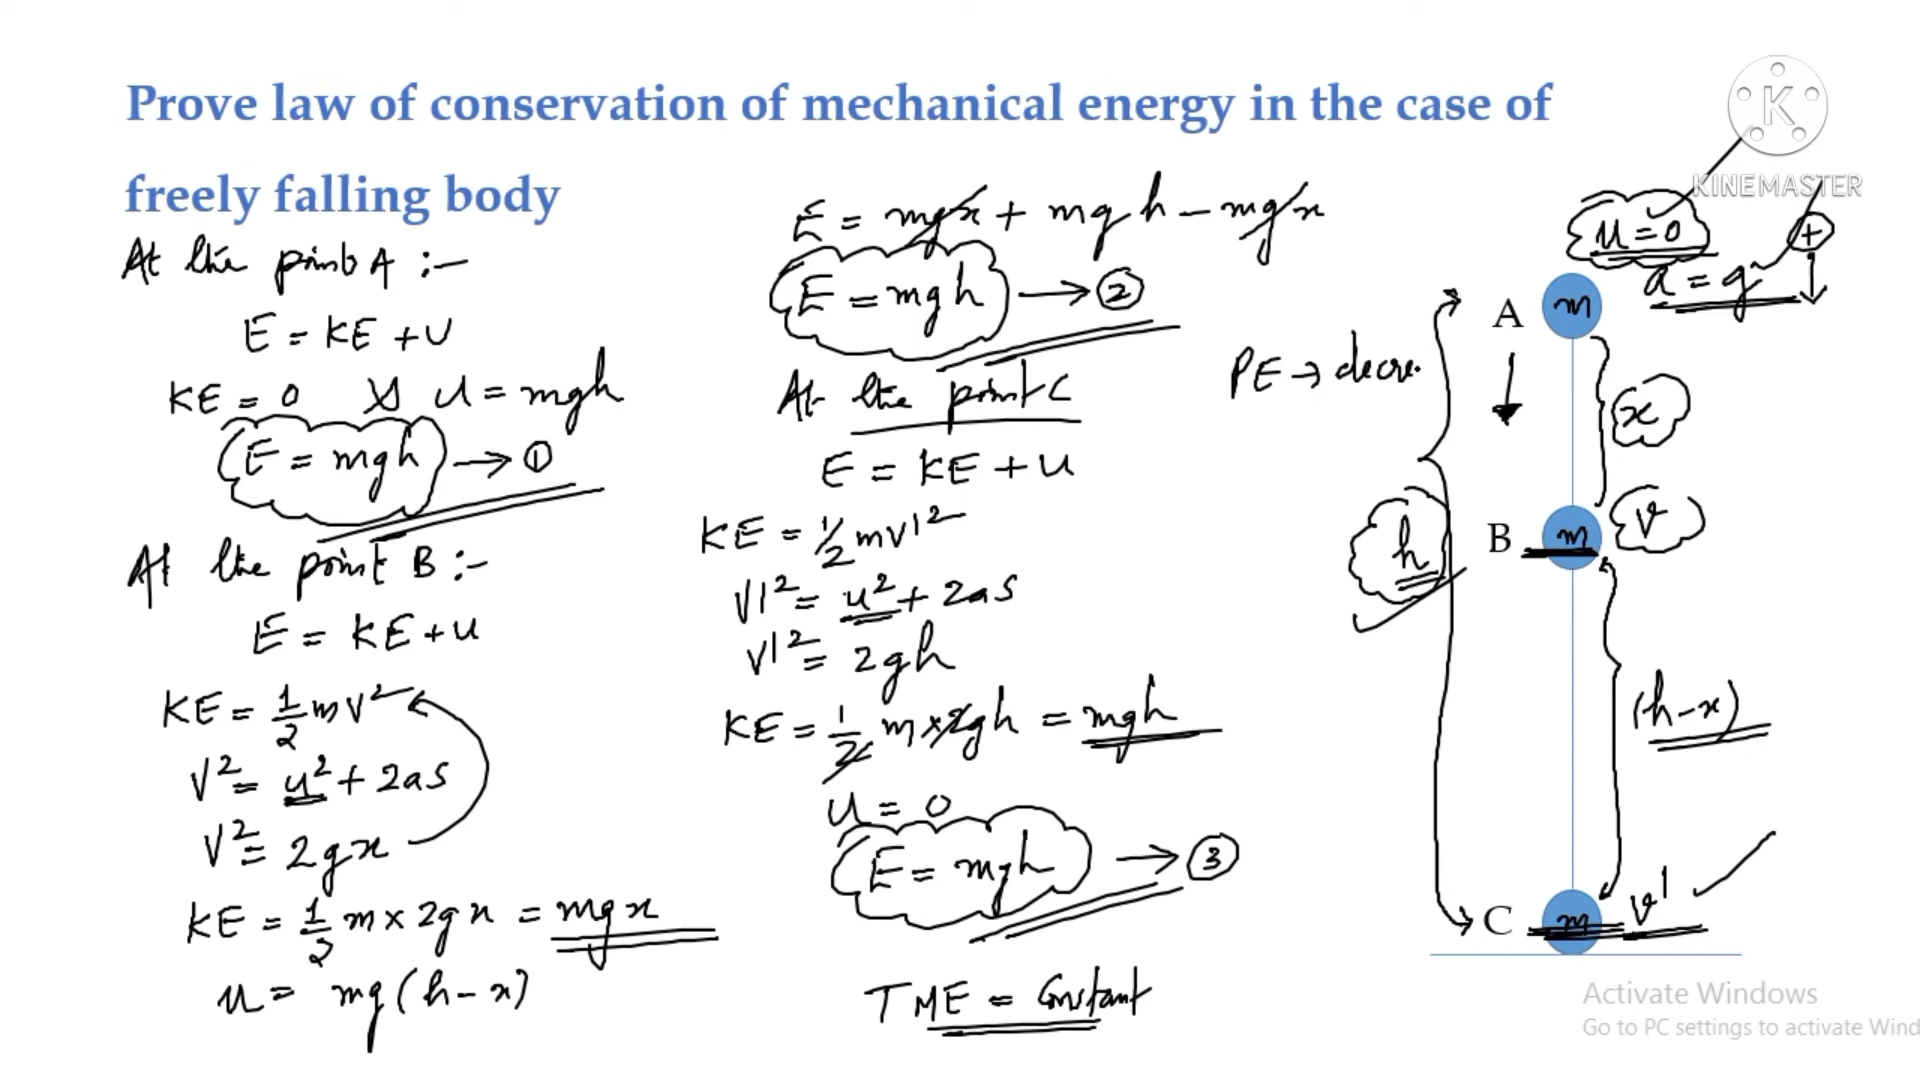 Prove law of conservation of mechanical energy in the case of
freely falling body
At the point A :-
E = KE + U
KE = 0 & U = mgh
E = mgh → ①
At the point B :-
E = KE + U
KE = 1/2 mv²
V² = u² + 2as
V² = 2gx
KE = 1/2 m × 2gx = mgx
U = mg(h-x)
E = mgx + mgh - mgx
E = mgh → ②
At the point C
E = KE + U
KE = 1/2 mv'²
V'² = u² + 2as
V'² = 2gh
KE = 1/2 m × 2gh = mgh
U = 0
E = mgh → ③
TME = Constant
PE → decre.
K
KINEMASTER
u = 0
+
a = g
A m
x
B m v
h
(h-x)
C m v'
Activate Windows
Go to PC settings to activate Wind